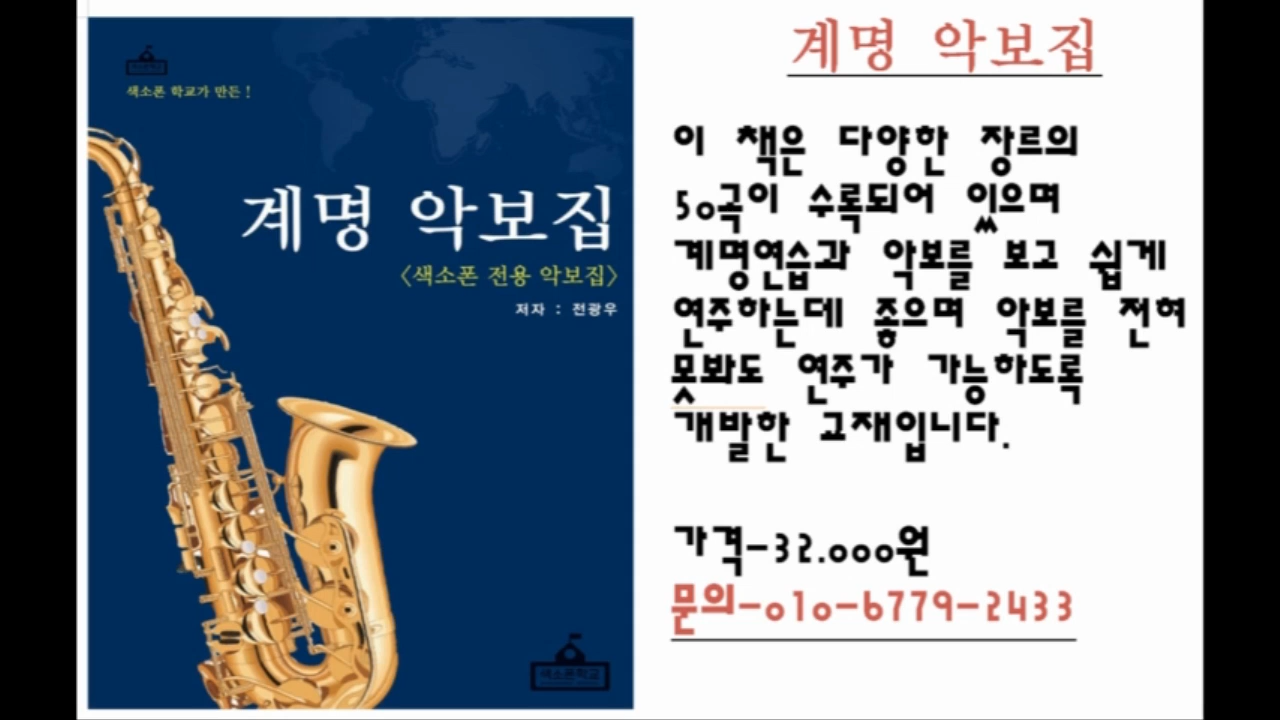 색소폰 학교가 만든 !
계명 악보집
<색소폰 전용 악보집>
저자 : 전광우
색소폰학교
계명 악보집
이 책은 다양한 장르의
50곡이 수록되어 있으며
계명연습과 악보를 보고 쉽게
연주하는데 좋으며 악보를 전혀
못봐도 연주가 가능하도록
개발한 교재입니다.
가격-32.000원
문의-010-6779-2433